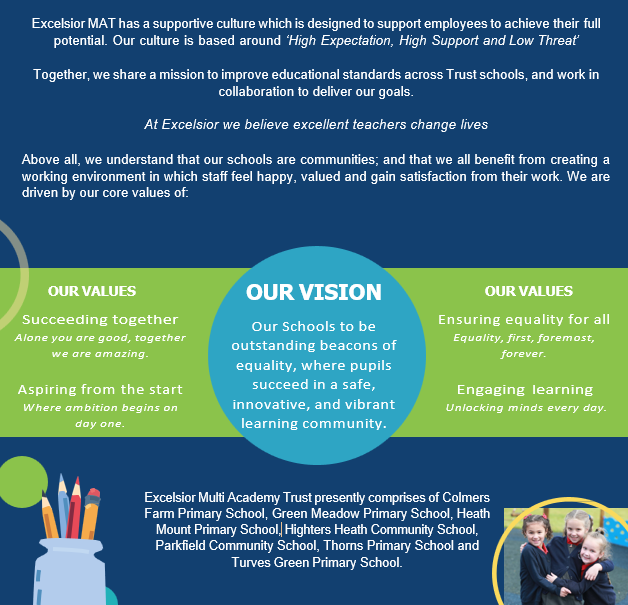 Excelsior MAT has a supportive culture which is designed to support employees to achieve their full
potential. Our culture is based around ‘High Expectation, High Support and Low Threat’
Together, we share a mission to improve educational standards across Trust schools, and work in
collaboration to deliver our goals.
At Excelsior we believe excellent teachers change lives
Above all, we understand that our schools are communities; and that we all benefit from creating a
working environment in which staff feel happy, valued and gain satisfaction from their work. We are
driven by our core values of:
OUR VALUES
Succeeding together
Alone you are good, together
we are amazing.
Aspiring from the start
Where ambition begins on
day one.
OUR VISION
Our Schools to be
outstanding beacons of
equality, where pupils
succeed in a safe,
innovative, and vibrant
learning community.
OUR VALUES
Ensuring equality for all
Equality, first, foremost,
forever.
Engaging learning
Unlocking minds every day.
Excelsior Multi Academy Trust presently comprises of Colmers
Farm Primary School, Green Meadow Primary School, Heath
Mount Primary School, Highters Heath Community School,
Parkfield Community School, Thorns Primary School and
Turves Green Primary School.